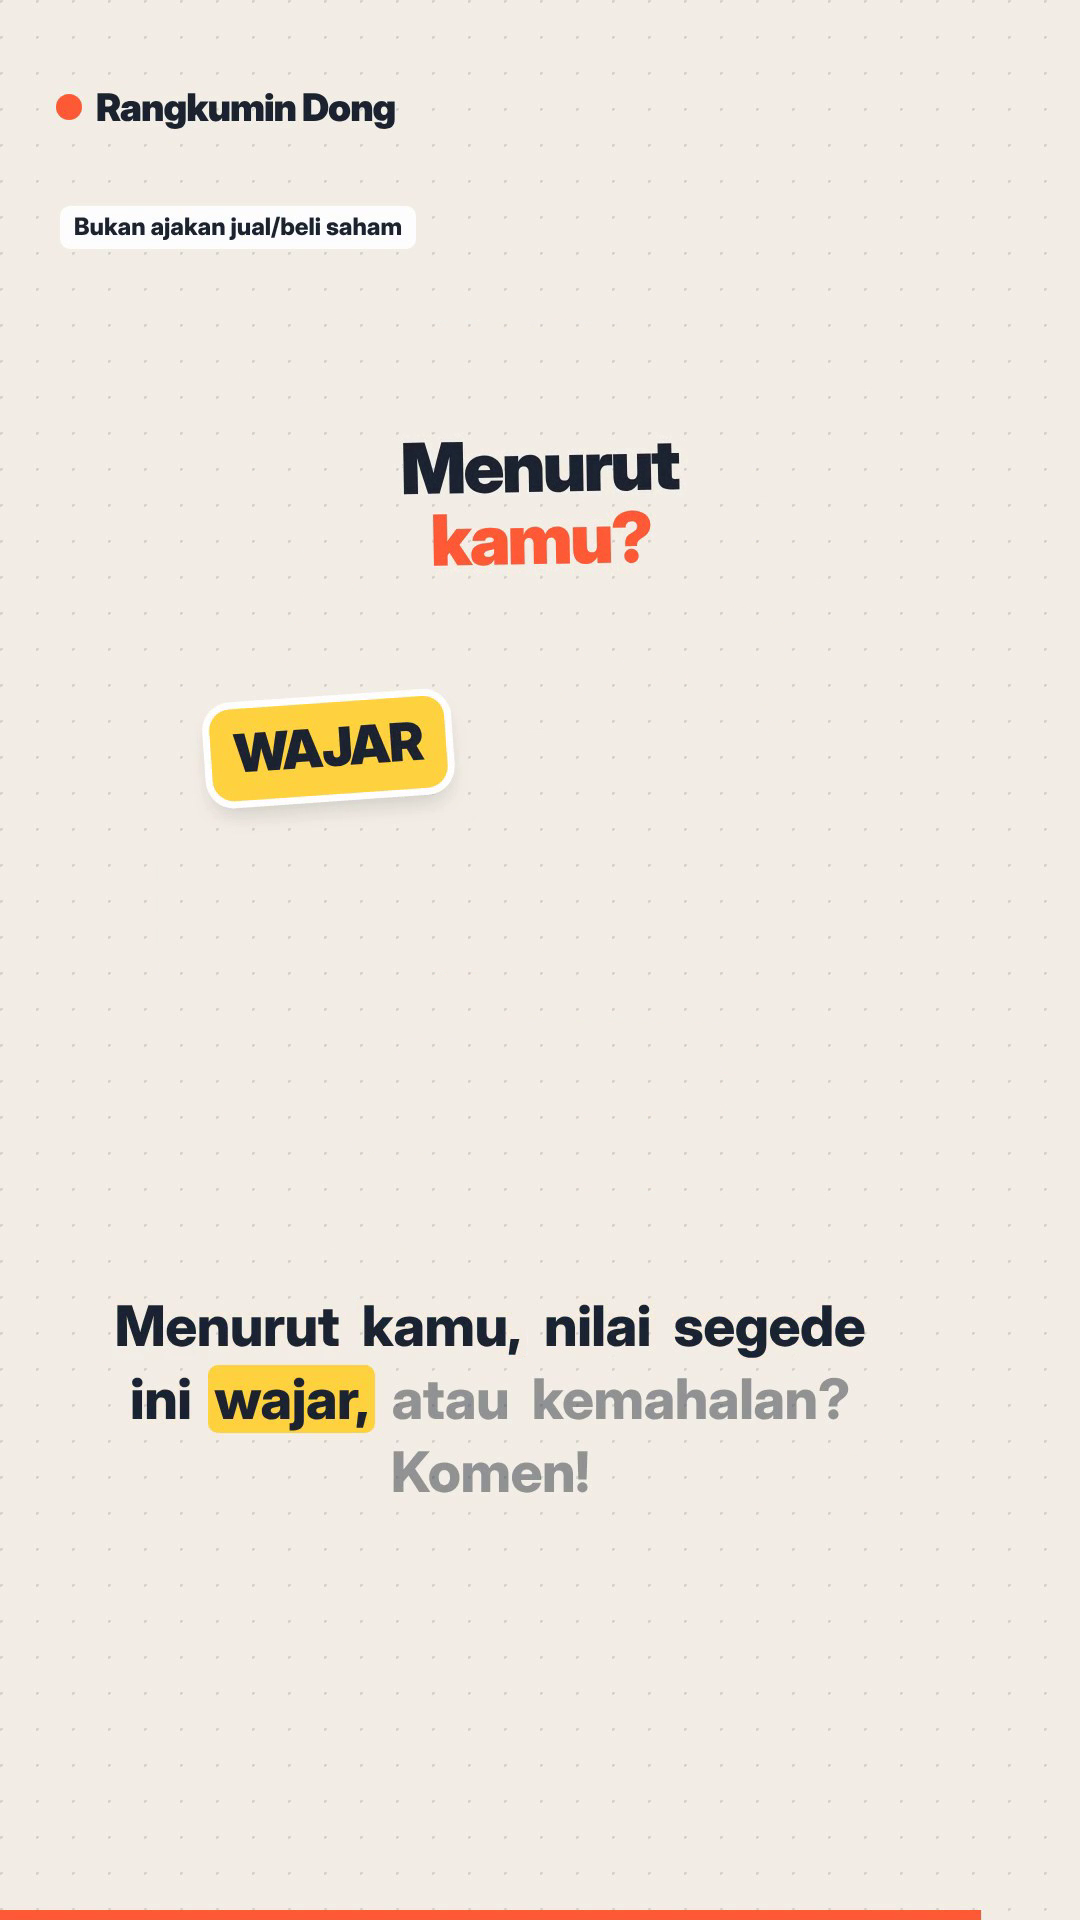 Rangkumin Dong
Bukan ajakan jual/beli saham
Menurut
kamu?
WAJAR
Menurut kamu, nilai segede
ini wajar, atau kemahalan?
Komen!